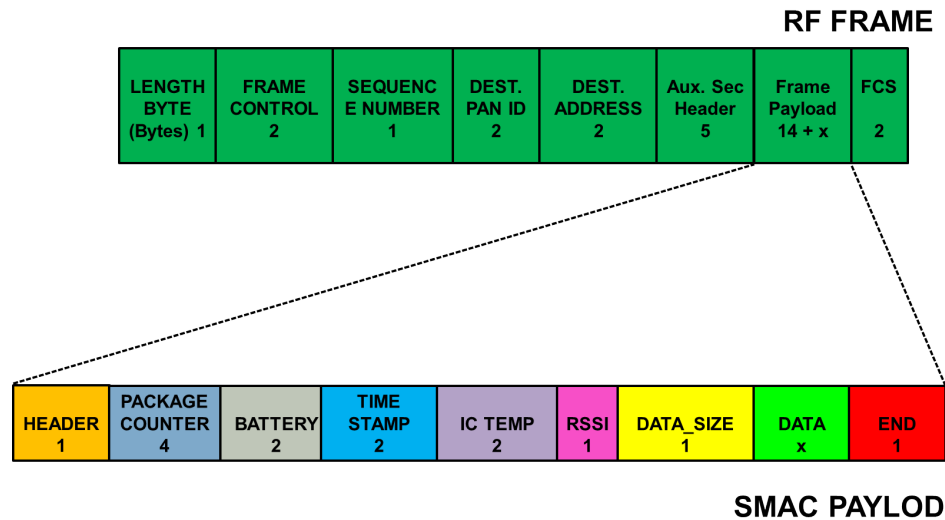 RF FRAME
LENGTH BYTE (Bytes) 1
FRAME CONTROL 2
SEQUENC E NUMBER 1
DEST. PAN ID 2
DEST. ADDRESS 2
Aux. Sec Header 5
Frame Payload 14 + x
FCS 2
HEADER 1
PACKAGE COUNTER 4
BATTERY 2
TIME STAMP 2
IC TEMP 2
RSSI 1
DATA_SIZE 1
DATA x
END 1
SMAC PAYLOD